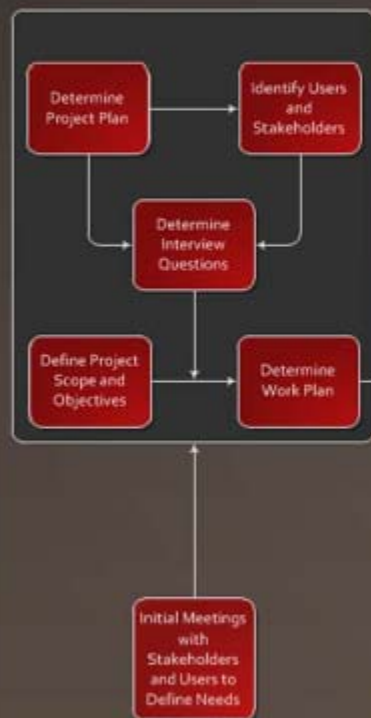 Determine
Project Plan
Identify Users
and
Stakeholders
Determine
Interview
Questions
Define Project
Scope and
Objectives
Determine
Work Plan
Initial Meetings
with
Stakeholders
and Users to
Define Needs